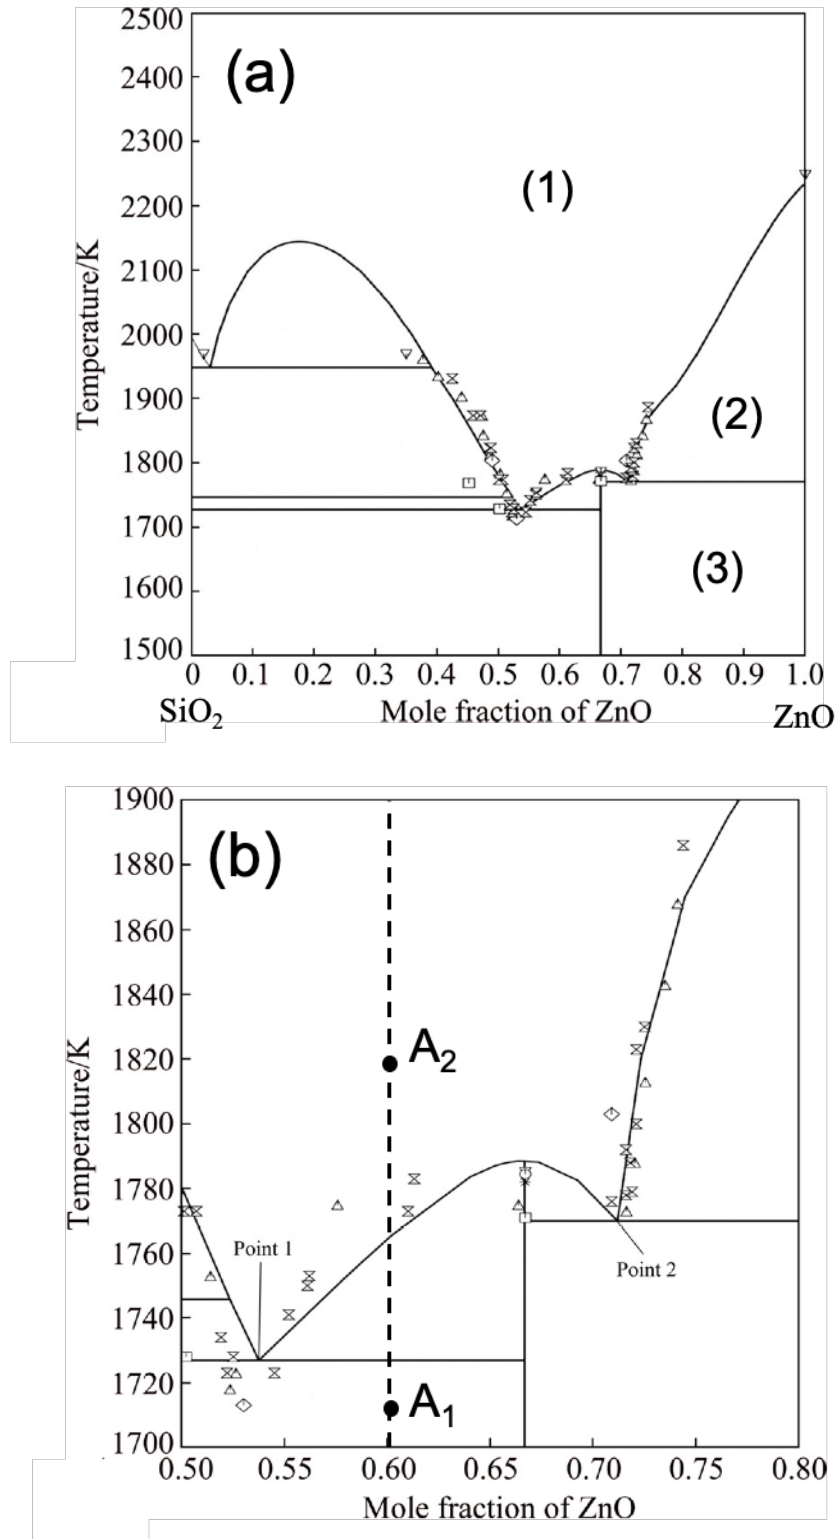 2500
(a)
2400
2300
(1)
2200
2100
2000
1900
(2)
1800
1700
(3)
1600
1500
Temperature/K
0 0.1 0.2 0.3 0.4 0.5 0.6 0.7 0.8 0.9 1.0
SiO₂ Mole fraction of ZnO ZnO
1900
(b)
1880
1860
1840
1820
A₂
1800
1780
1760
Point 1
Point 2
1740
1720
A₁
1700
Temperature/K
0.50 0.55 0.60 0.65 0.70 0.75 0.80
Mole fraction of ZnO